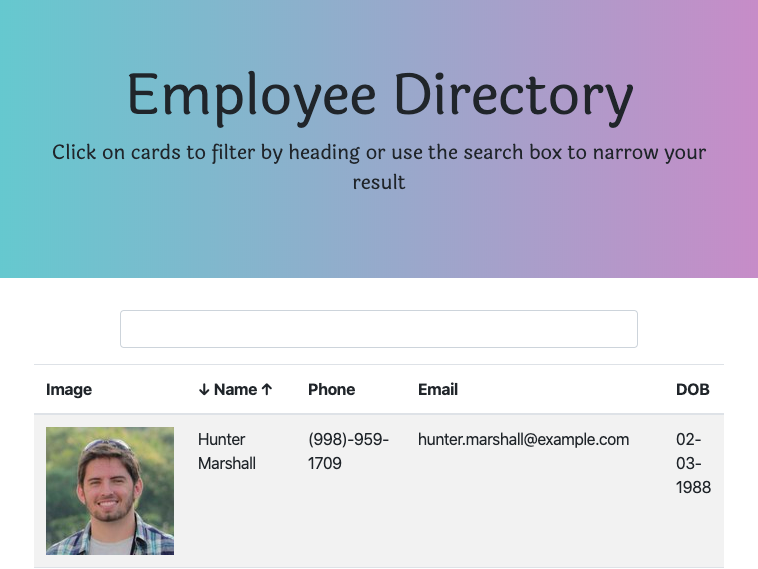 Employee Directory
Click on cards to filter by heading or use the search box to narrow your
result
Image ↓ Name ↑ Phone Email DOB
Hunter (998)-959- hunter.marshall@example.com 02-
Marshall 1709 03-
1988